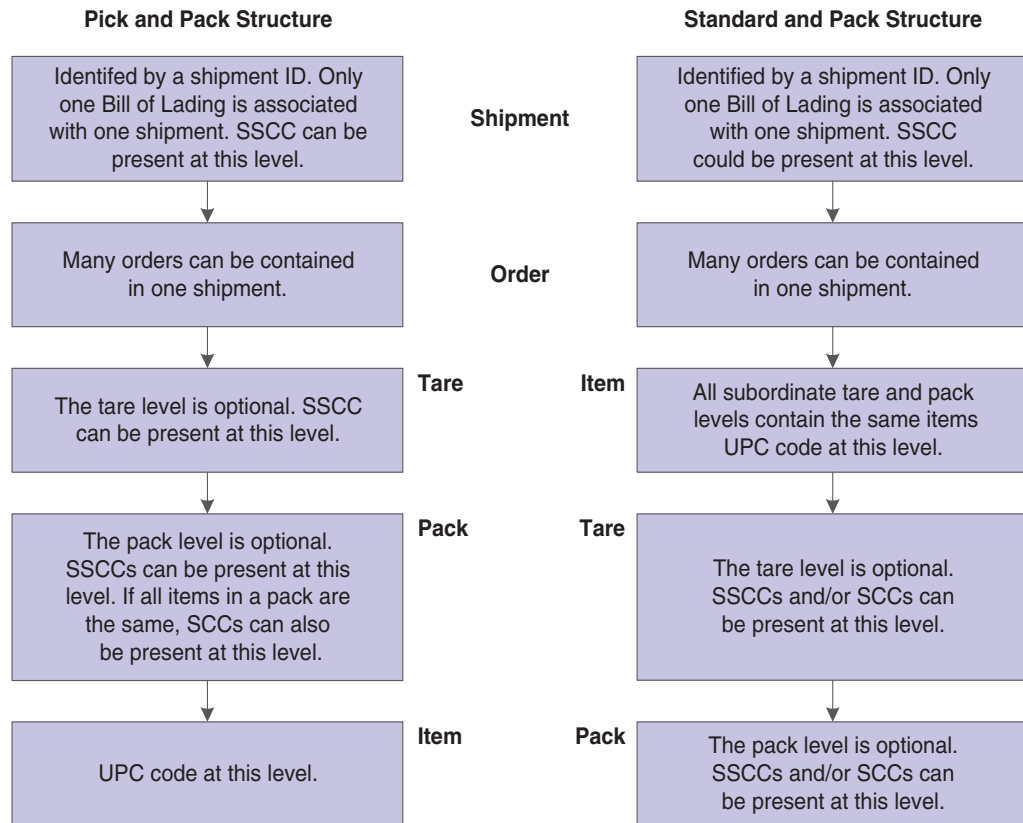 Pick and Pack Structure
Standard and Pack Structure
Identifed by a shipment ID. Only
one Bill of Lading is associated
with one shipment. SSCC can be
present at this level.
Shipment
Identified by a shipment ID. Only
one Bill of Lading is associated
with one shipment. SSCC
could be present at this level.
Many orders can be contained
in one shipment.
Order
Many orders can be contained
in one shipment.
Tare
The tare level is optional. SSCC
can be present at this level.
Item
All subordinate tare and pack
levels contain the same items
UPC code at this level.
Pack
The pack level is optional.
SSCCs can be present at this
level. If all items in a pack are
the same, SCCs can also
be present at this level.
Tare
The tare level is optional.
SSCCs and/or SCCs can
be present at this level.
Item
UPC code at this level.
Pack
The pack level is optional.
SSCCs and/or SCCs can
be present at this level.